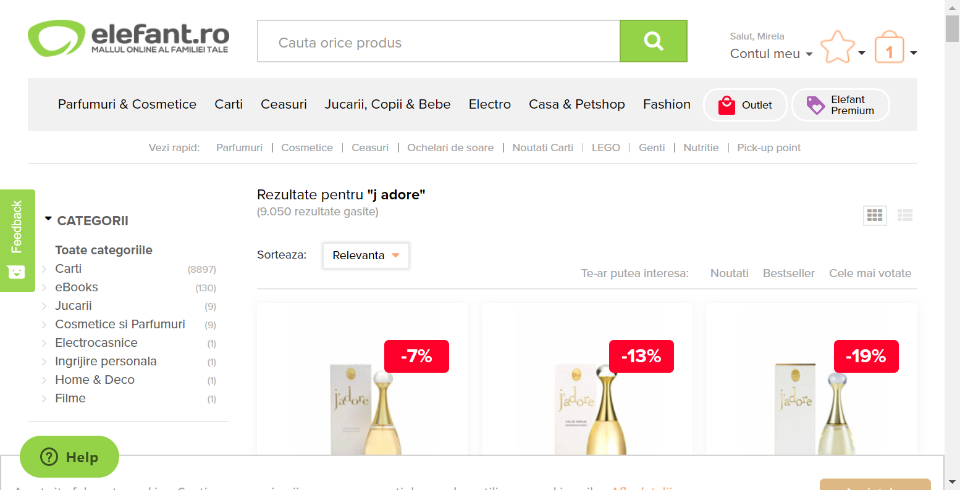 elefant.ro
MALLUL ONLINE AL FAMILIEI TALE
Cauta orice produs
Salut, Mirela
Contul meu
1
Parfumuri & Cosmetice Carti Ceasuri Jucarii, Copii & Bebe Electro Casa & Petshop Fashion Outlet Elefant Premium
Vezi rapid: Parfumuri | Cosmetice | Ceasuri | Ochelari de soare | Noutati Carti | LEGO | Genti | Nutritie | Pick-up point
Feedback
CATEGORII
Toate categoriile
Carti (8897)
eBooks (130)
Jucarii (9)
Cosmetice si Parfumuri (9)
Electrocasnice (1)
Ingrijire personala (1)
Home & Deco (1)
Filme (1)
Rezultate pentru "j adore"
(9.050 rezultate gasite)
Sorteaza: Relevanta
Te-ar putea interesa: Noutati Bestseller Cele mai votate
-7% -13% -19%
j'adore j'adore j'adore
Help